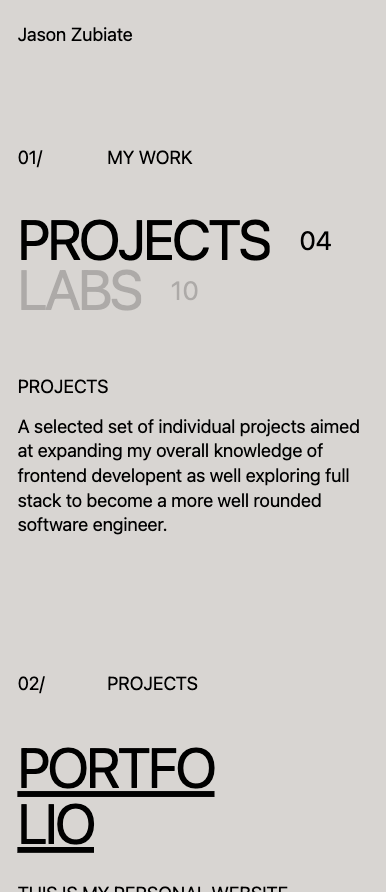 Jason Zubiate
01/ MY WORK
PROJECTS 04
LABS 10
PROJECTS
A selected set of individual projects aimed
at expanding my overall knowledge of
frontend developent as well exploring full
stack to become a more well rounded
software engineer.
02/ PROJECTS
PORTFO
LIO
THIS IS MY PERSONAL WEBSITE